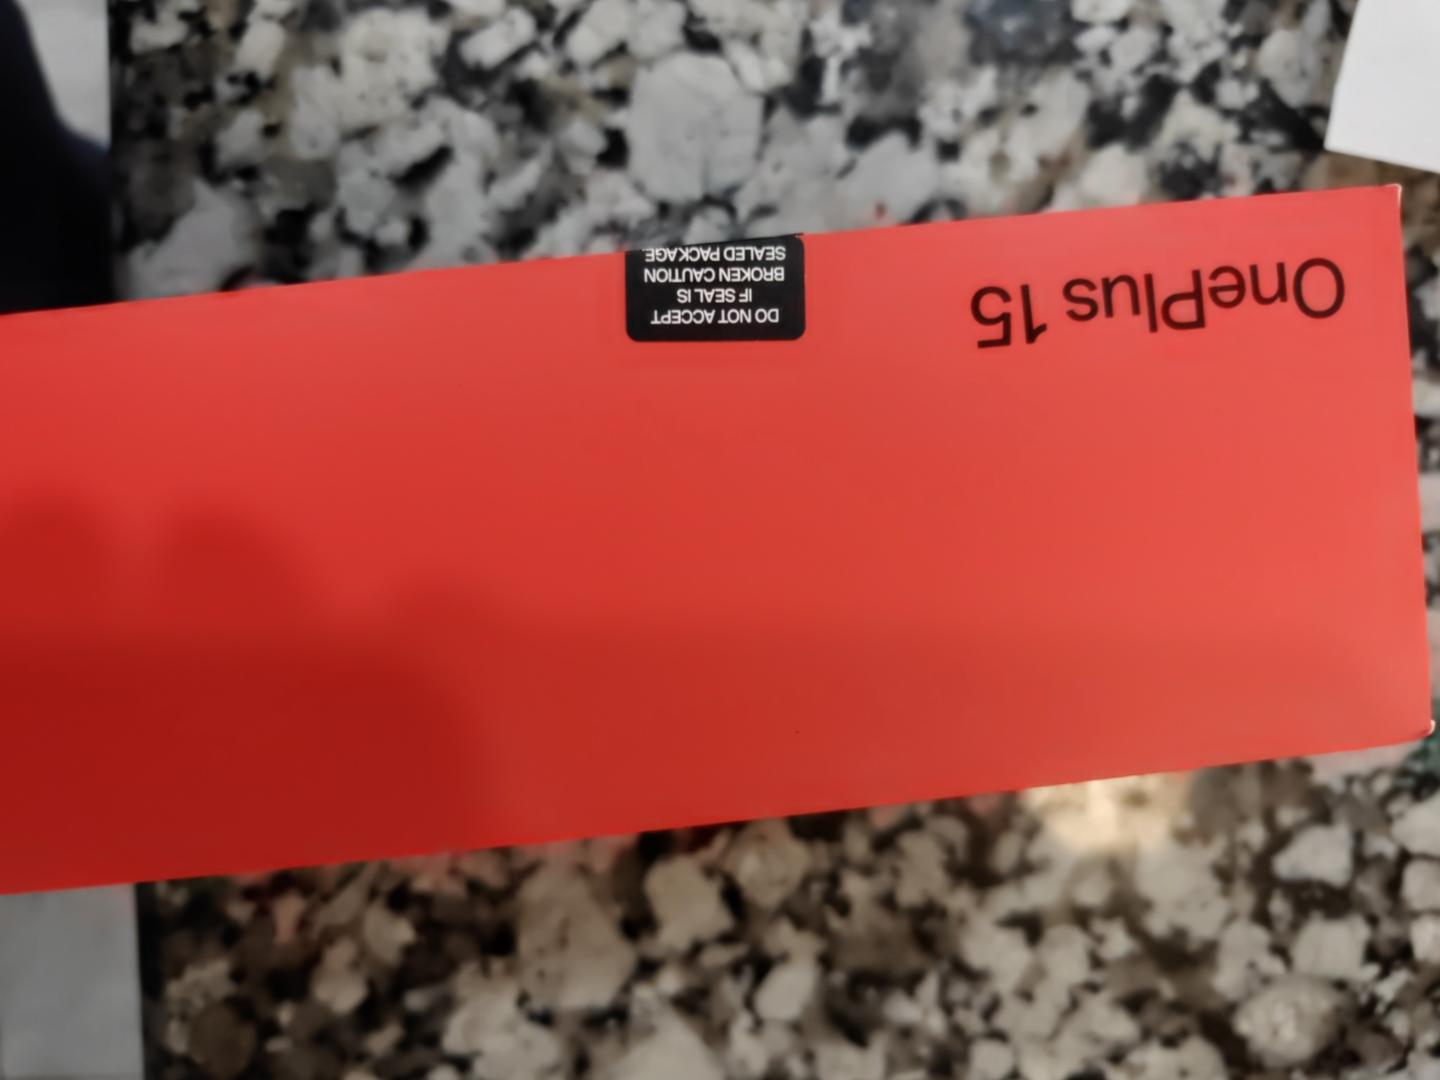 OnePlus 15
DO NOT ACCEPT
IF SEAL IS
BROKEN CAUTION
SEALED PACKAGE.